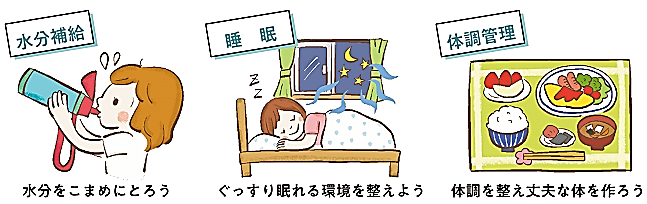 水分補給
水分をこまめにとろう
睡眠
ぐっすり眠れる環境を整えよう
体調管理
体調を整え丈夫な体を作ろう